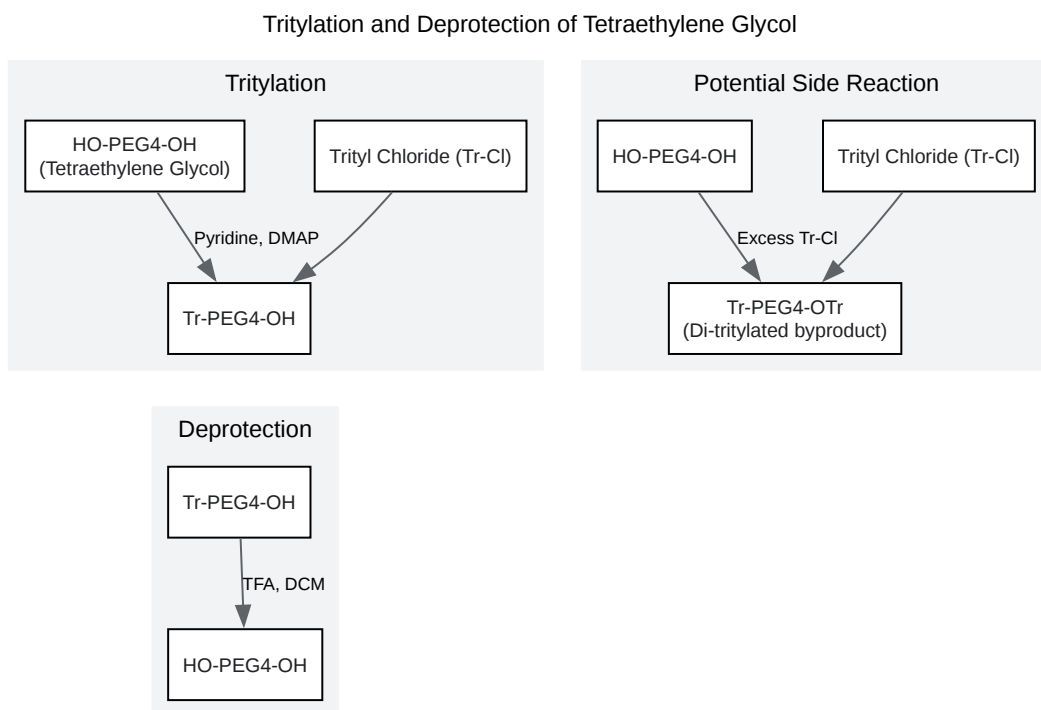 Tritylation and Deprotection of Tetraethylene Glycol
Tritylation
HO-PEG4-OH
(Tetraethylene Glycol)
Trityl Chloride (Tr-Cl)
Pyridine, DMAP
Tr-PEG4-OH
Potential Side Reaction
HO-PEG4-OH
Trityl Chloride (Tr-Cl)
Excess Tr-Cl
Tr-PEG4-OTr
(Di-tritylated byproduct)
Deprotection
Tr-PEG4-OH
TFA, DCM
HO-PEG4-OH